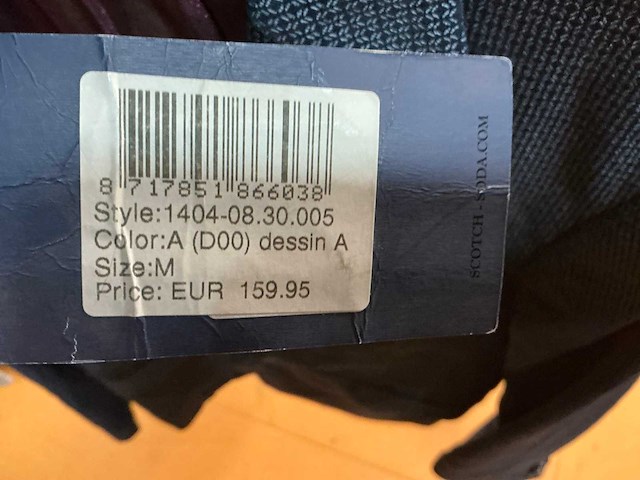 8 717851 866038
Style:1404-08.30.005
Color:A (D00) dessin A
Size:M
Price: EUR 159.95
SCOTCH - SODA.COM